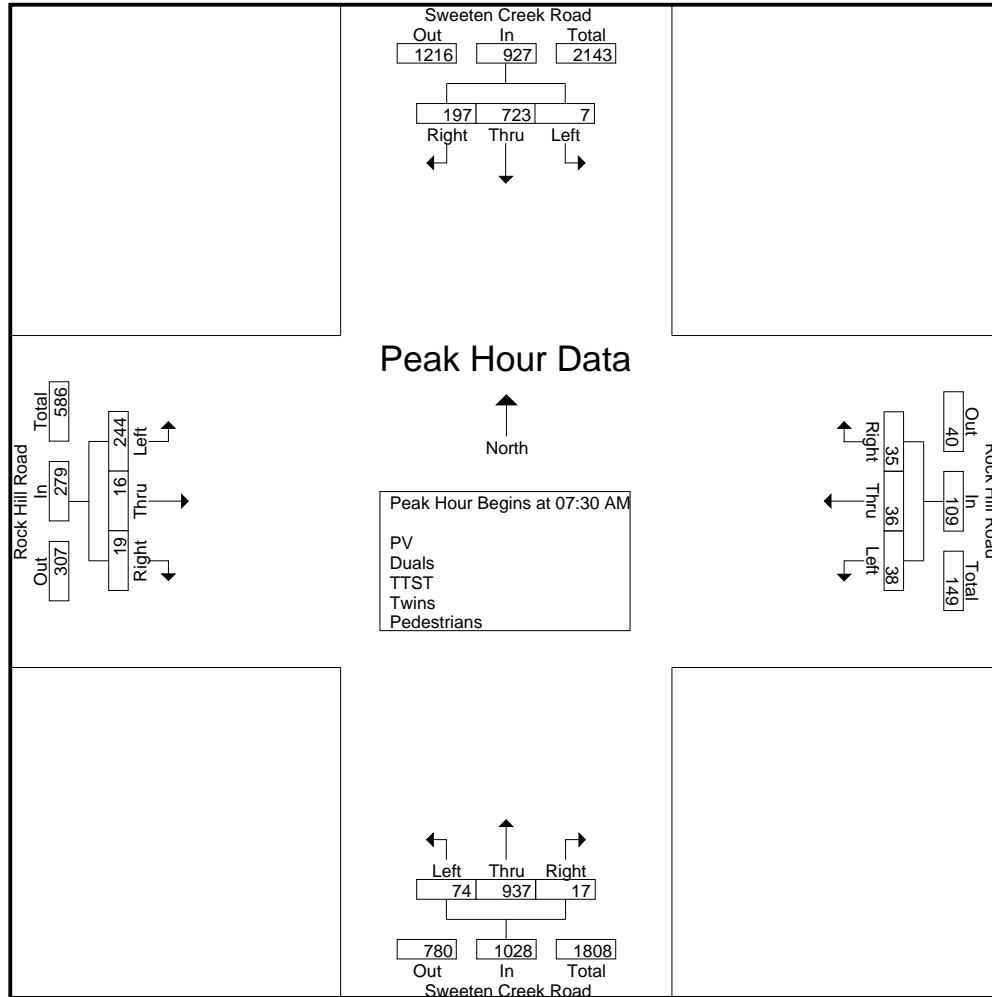 Sweeten Creek Road
Out In Total
1216 927 2143
197 723 7
Right Thru Left
Peak Hour Data
North
Peak Hour Begins at 07:30 AM
PV
Duals
TTST
Twins
Pedestrians
Rock Hill Road
Out In Total
307 279 586
19 16 244
Right Thru Left
Rock Hill Road
Out In Total
40 109 149
35 36 38
Right Thru Left
Left Thru Right
74 937 17
780 1028 1808
Out In Total
Sweeten Creek Road